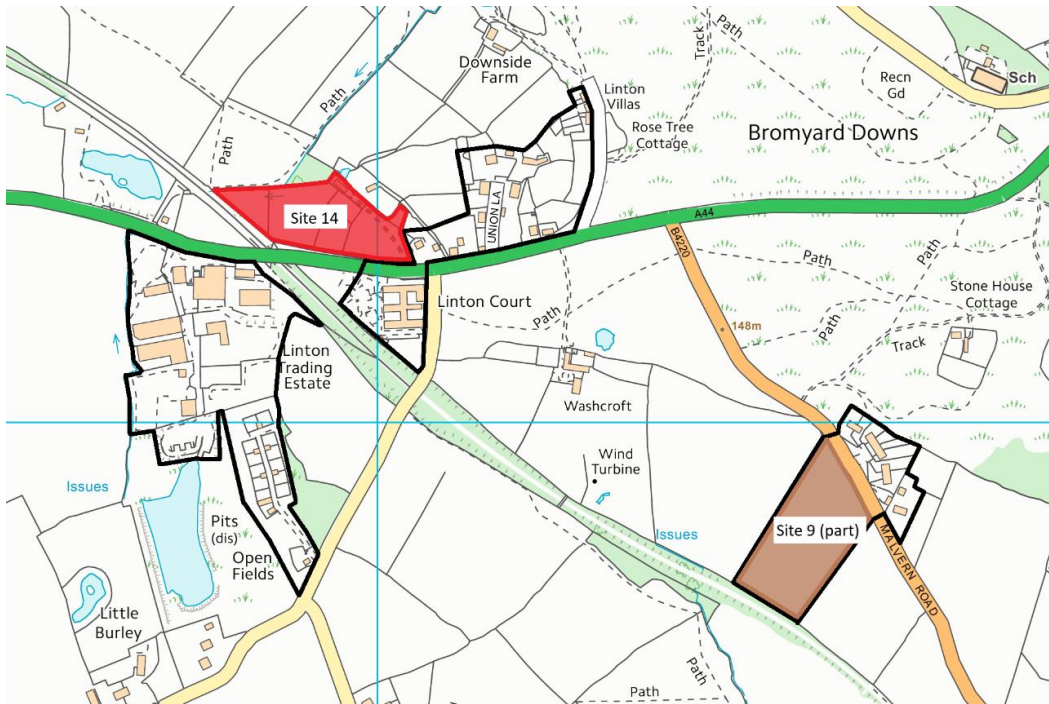 Path
Downside
Farm
Track
Recn
Gd
Sch
Path
Linton
Villas
Rose Tree
Cottage
Bromyard Downs
Path
Site 14
UNION LA
A44
B4220
Path
Path
Stone House
Cottage
Linton Court
Path
148m
Path
Track
Linton
Trading
Estate
Washcroft
Wind
Turbine
Issues
Pits
(dis)
Open
Fields
Issues
Site 9 (part)
MALVERN ROAD
Little
Burley
Path
Path